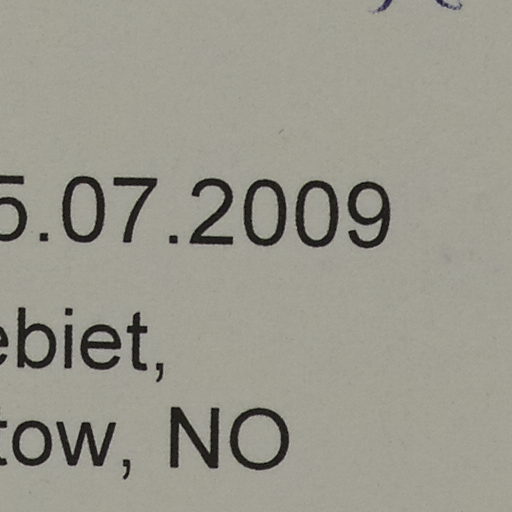 5.07.2009
ebiet,
tow, NO